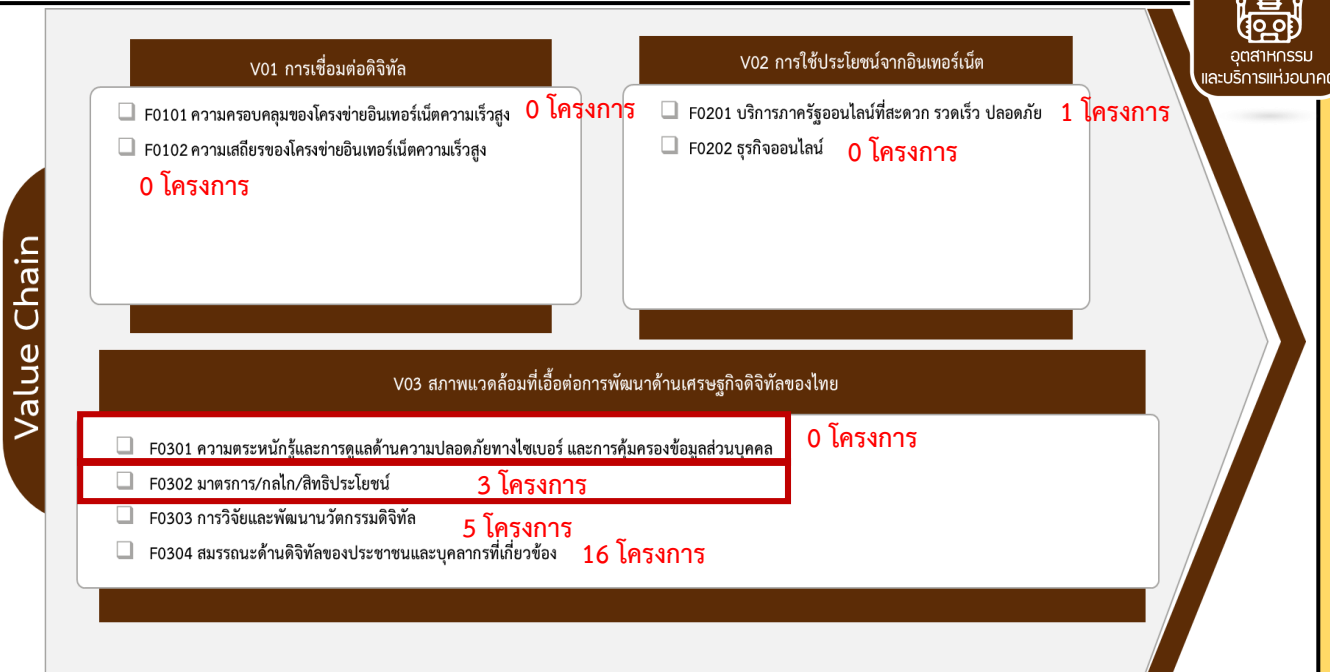 อุตสาหกรรม
และบริการแห่งอนาคต
Value Chain
V01 การเชื่อมต่อดิจิทัล
F0101 ความครอบคลุมของโครงข่ายอินเทอร์เน็ตความเร็วสูง 0 โครงการ
F0102 ความเสถียรของโครงข่ายอินเทอร์เน็ตความเร็วสูง
0 โครงการ
V02 การใช้ประโยชน์จากอินเทอร์เน็ต
F0201 บริการภาครัฐออนไลน์ที่สะดวก รวดเร็ว ปลอดภัย 1 โครงการ
F0202 ธุรกิจออนไลน์ 0 โครงการ
V03 สภาพแวดล้อมที่เอื้อต่อการพัฒนาด้านเศรษฐกิจดิจิทัลของไทย
F0301 ความตระหนักรู้และการดูแลด้านความปลอดภัยทางไซเบอร์ และการคุ้มครองข้อมูลส่วนบุคคล 0 โครงการ
F0302 มาตรการ/กลไก/สิทธิประโยชน์ 3 โครงการ
F0303 การวิจัยและพัฒนานวัตกรรมดิจิทัล 5 โครงการ
F0304 สมรรถนะด้านดิจิทัลของประชาชนและบุคลากรที่เกี่ยวข้อง 16 โครงการ